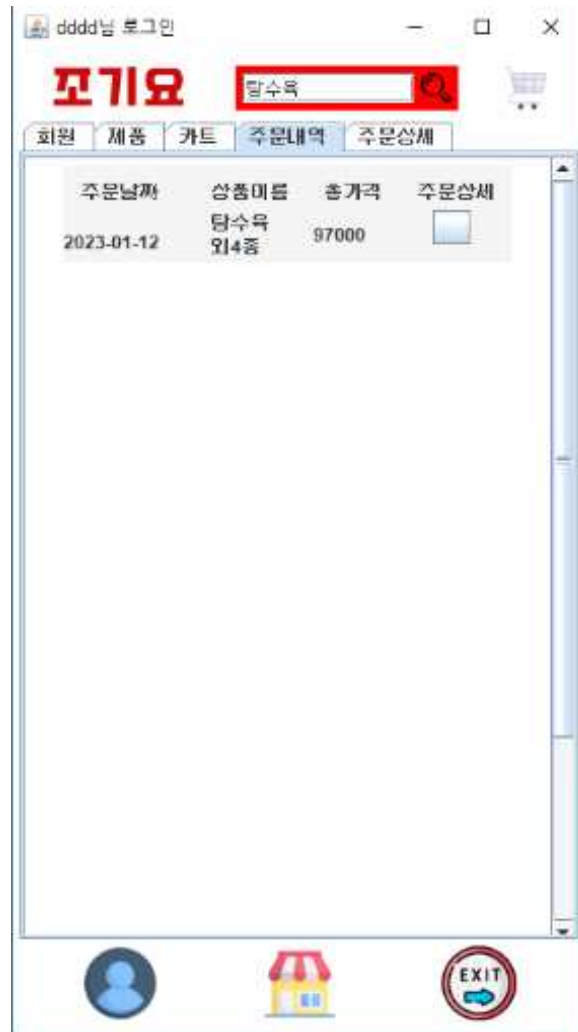 dddd님 로그인
꼬기요
탕수육
회원 제품 카트 주문내역 주문상세
주문날짜 상품이름 총가격 주문상세
2023-01-12 탕수육 외4종 97000
EXIT